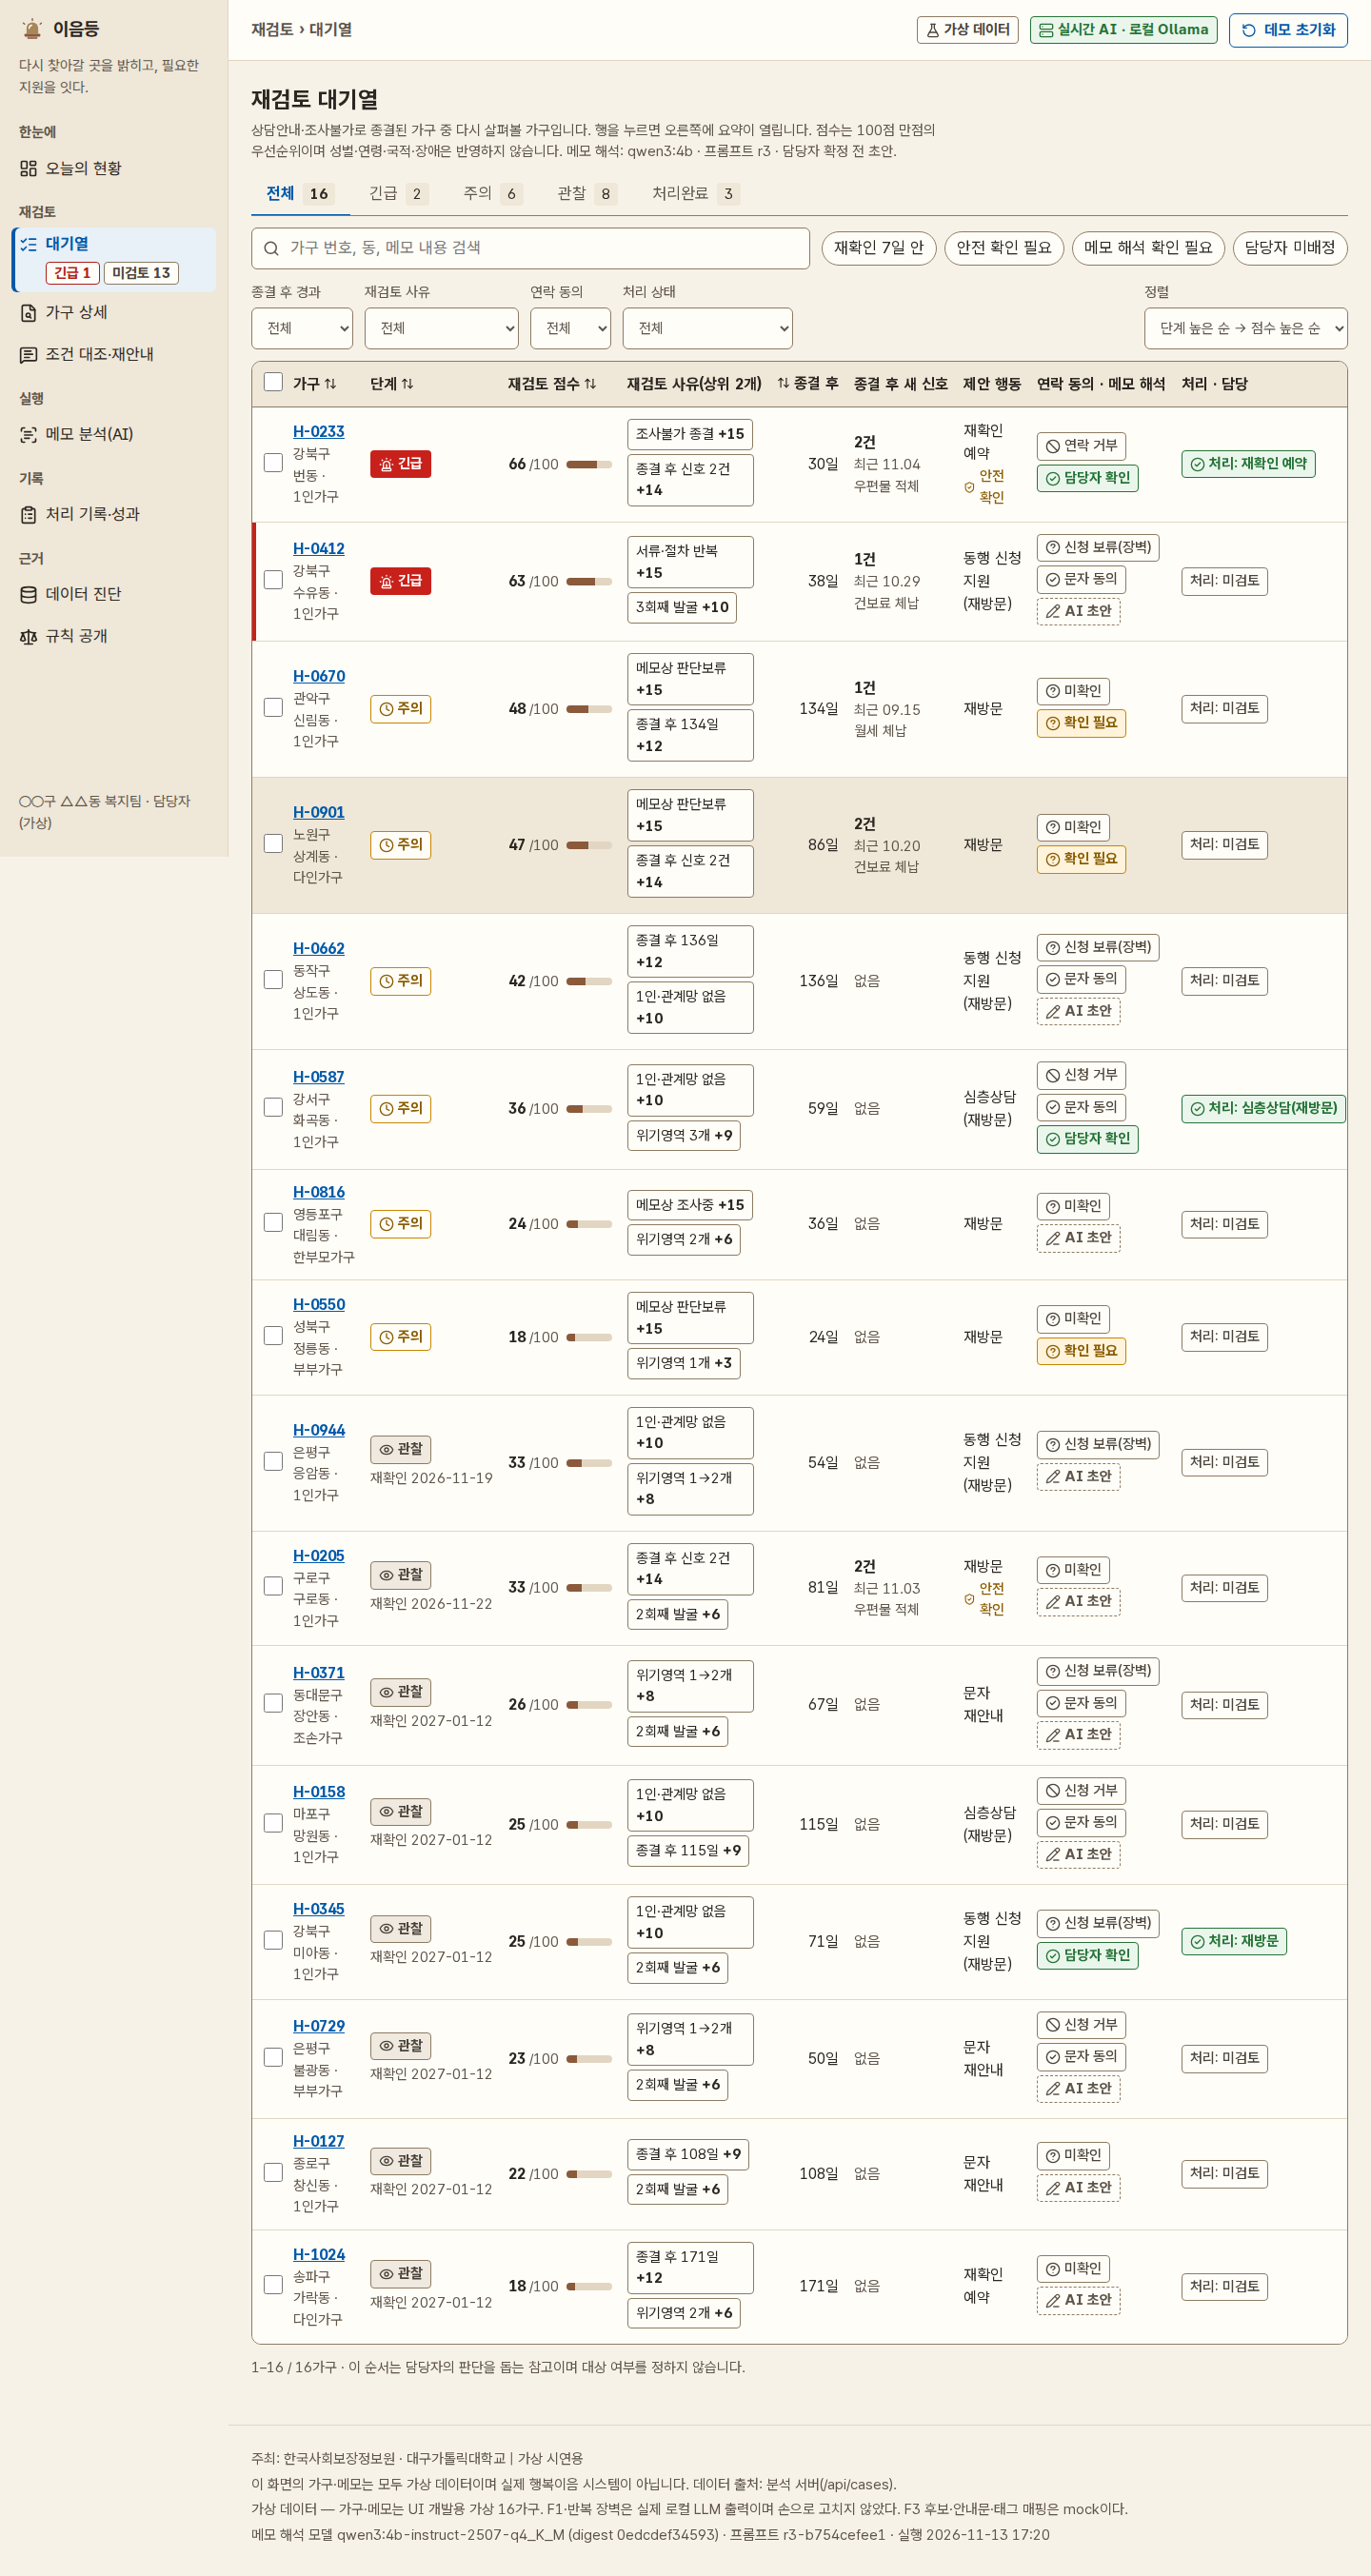 이음등
다시 찾아갈 곳을 밝히고, 필요한
지원을 잇다.
한눈에
오늘의 현황
재검토
대기열
긴급 1
미검토 13
가구 상세
조건 대조·재안내
실행
메모 분석(AI)
기록
처리 기록·성과
근거
데이터 진단
규칙 공개
○○구 △△동 복지팀 · 담당자
(가상)
재검토 › 대기열
가상 데이터
실시간 AI · 로컬 Ollama
데모 초기화
재검토 대기열
상담안내·조사불가로 종결된 가구 중 다시 살펴볼 가구입니다. 행을 누르면 오른쪽에 요약이 열립니다. 점수는 100점 만점의
우선순위이며 성별·연령·국적·장애은 반영하지 않습니다. 메모 해석: qwen3:4b · 프롬프트 r3 · 담당자 확정 전 초안.
전체 16
긴급 2
주의 6
관찰 8
처리완료 3
가구 번호, 동, 메모 내용 검색
재확인 7일 안
안전 확인 필요
메모 해석 확인 필요
담당자 미배정
종결 후 경과
재검토 사유
연락 동의
처리 상태
정렬
전체
전체
전체
전체
단계 높은 순 → 점수 높은 순
가구 ⇅
단계 ⇅
재검토 점수 ⇅
재검토 사유(상위 2개)
⇅ 종결 후
종결 후 새 신호
제안 행동
연락 동의 · 메모 해석
처리 · 담당
H-0233
강북구
번동 ·
1인가구
긴급
66 /100
조사불가 종결 +15
종결 후 신호 2건
+14
30일
2건
최근 11.04
우편물 적체
재확인
예약
안전
확인
연락 거부
담당자 확인
처리: 재확인 예약
H-0412
강북구
수유동 ·
1인가구
긴급
63 /100
서류·절차 반복
+15
3회째 발굴 +10
38일
1건
최근 10.29
건보료 체납
동행 신청
지원
(재방문)
신청 보류(장벽)
문자 동의
AI 초안
처리: 미검토
H-0670
관악구
신림동 ·
1인가구
주의
48 /100
메모상 판단보류
+15
종결 후 134일
+12
134일
1건
최근 09.15
월세 체납
재방문
미확인
확인 필요
처리: 미검토
H-0901
노원구
상계동 ·
다인가구
주의
47 /100
메모상 판단보류
+15
종결 후 신호 2건
+14
86일
2건
최근 10.20
건보료 체납
재방문
미확인
확인 필요
처리: 미검토
H-0662
동작구
상도동 ·
1인가구
주의
42 /100
종결 후 136일
+12
1인·관계망 없음
+10
136일
없음
동행 신청
지원
(재방문)
신청 보류(장벽)
문자 동의
AI 초안
처리: 미검토
H-0587
강서구
화곡동 ·
1인가구
주의
36 /100
1인·관계망 없음
+10
위기영역 3개 +9
59일
없음
심층상담
(재방문)
신청 거부
문자 동의
담당자 확인
처리: 심층상담(재방문)
H-0816
영등포구
대림동 ·
한부모가구
주의
24 /100
메모상 조사중 +15
위기영역 2개 +6
36일
없음
재방문
미확인
AI 초안
처리: 미검토
H-0550
성북구
정릉동 ·
부부가구
주의
18 /100
메모상 판단보류
+15
위기영역 1개 +3
24일
없음
재방문
미확인
확인 필요
처리: 미검토
H-0944
은평구
응암동 ·
1인가구
관찰
재확인 2026-11-19
33 /100
1인·관계망 없음
+10
위기영역 1→2개
+8
54일
없음
동행 신청
지원
(재방문)
신청 보류(장벽)
AI 초안
처리: 미검토
H-0205
구로구
구로동 ·
1인가구
관찰
재확인 2026-11-22
33 /100
종결 후 신호 2건
+14
2회째 발굴 +6
81일
2건
최근 11.03
우편물 적체
재방문
안전
확인
미확인
AI 초안
처리: 미검토
H-0371
동대문구
장안동 ·
조손가구
관찰
재확인 2027-01-12
26 /100
위기영역 1→2개
+8
2회째 발굴 +6
67일
없음
문자
재안내
신청 보류(장벽)
문자 동의
AI 초안
처리: 미검토
H-0158
마포구
망원동 ·
1인가구
관찰
재확인 2027-01-12
25 /100
1인·관계망 없음
+10
종결 후 115일 +9
115일
없음
심층상담
(재방문)
신청 거부
문자 동의
AI 초안
처리: 미검토
H-0345
강북구
미아동 ·
1인가구
관찰
재확인 2027-01-12
25 /100
1인·관계망 없음
+10
2회째 발굴 +6
71일
없음
동행 신청
지원
(재방문)
신청 보류(장벽)
담당자 확인
처리: 재방문
H-0729
은평구
불광동 ·
부부가구
관찰
재확인 2027-01-12
23 /100
위기영역 1→2개
+8
2회째 발굴 +6
50일
없음
문자
재안내
신청 거부
문자 동의
AI 초안
처리: 미검토
H-0127
종로구
창신동 ·
1인가구
관찰
재확인 2027-01-12
22 /100
종결 후 108일 +9
2회째 발굴 +6
108일
없음
문자
재안내
미확인
AI 초안
처리: 미검토
H-1024
송파구
가락동 ·
다인가구
관찰
재확인 2027-01-12
18 /100
종결 후 171일
+12
위기영역 2개 +6
171일
없음
재확인
예약
미확인
AI 초안
처리: 미검토
1–16 / 16가구 · 이 순서는 담당자의 판단을 돕는 참고이며 대상 여부를 정하지 않습니다.
주최: 한국사회보장정보원 · 대구가톨릭대학교 | 가상 시연용
이 화면의 가구·메모는 모두 가상 데이터이며 실제 행복이음 시스템이 아닙니다. 데이터 출처: 분석 서버(/api/cases).
가상 데이터 — 가구·메모는 UI 개발용 가상 16가구. F1·반복 장벽은 실제 로컬 LLM 출력이며 손으로 고치지 않았다. F3 후보·안내문·태그 매핑은 mock이다.
메모 해석 모델 qwen3:4b-instruct-2507-q4_K_M (digest 0edcdef34593) · 프롬프트 r3-b754cefee1 · 실행 2026-11-13 17:20